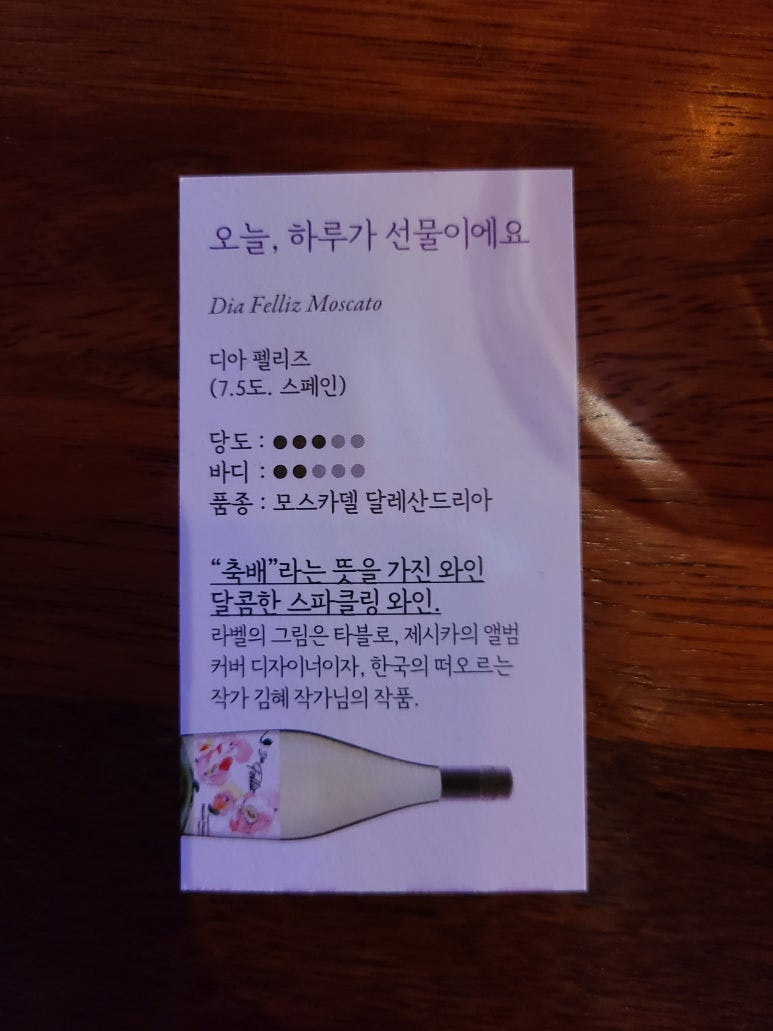 오늘, 하루가 선물이에요
Dia Felliz Moscato
디아 펠리즈
(7.5도. 스페인)
당도 : ●●●●●
바디 : ●●●●●
품종 : 모스카델 달레산드리아
“축배”라는 뜻을 가진 와인
달콤한 스파클링 와인.
라벨의 그림은 타블로, 제시카의 앨범
커버 디자이너이자, 한국의 떠오르는
작가 김혜 작가님의 작품.
Dia Felliz